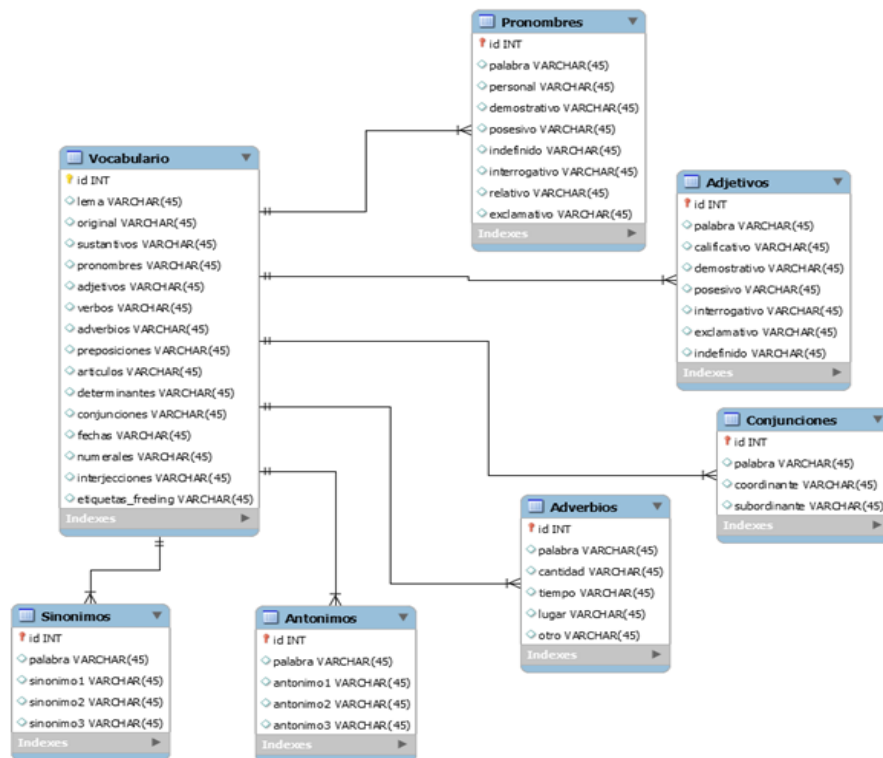 Pronombres
id INT
palabra VARCHAR(45)
personal VARCHAR(45)
demostrativo VARCHAR(45)
posesivo VARCHAR(45)
indefinido VARCHAR(45)
interrogativo VARCHAR(45)
relativo VARCHAR(45)
exclamativo VARCHAR(45)
Indexes
Vocabulario
id INT
lema VARCHAR(45)
original VARCHAR(45)
sustantivos VARCHAR(45)
pronombres VARCHAR(45)
adjetivos VARCHAR(45)
verbos VARCHAR(45)
adverbios VARCHAR(45)
preposiciones VARCHAR(45)
articulos VARCHAR(45)
determinantes VARCHAR(45)
conjunciones VARCHAR(45)
fechas VARCHAR(45)
numerales VARCHAR(45)
interjecciones VARCHAR(45)
etiquetas_freeling VARCHAR(45)
Indexes
Adjetivos
id INT
palabra VARCHAR(45)
calificativo VARCHAR(45)
demostrativo VARCHAR(45)
posesivo VARCHAR(45)
interrogativo VARCHAR(45)
exclamativo VARCHAR(45)
indefinido VARCHAR(45)
Indexes
Conjunciones
id INT
palabra VARCHAR(45)
coordinante VARCHAR(45)
subordinante VARCHAR(45)
Adverbios
id INT
palabra VARCHAR(45)
cantidad VARCHAR(45)
tiempo VARCHAR(45)
lugar VARCHAR(45)
otro VARCHAR(45)
Indexes
Sinonimos
id INT
palabra VARCHAR(45)
sinonimo1 VARCHAR(45)
sinonimo2 VARCHAR(45)
sinonimo3 VARCHAR(45)
Indexes
Antonimos
id INT
palabra VARCHAR(45)
antonimo1 VARCHAR(45)
antonimo2 VARCHAR(45)
antonimo3 VARCHAR(45)
Indexes